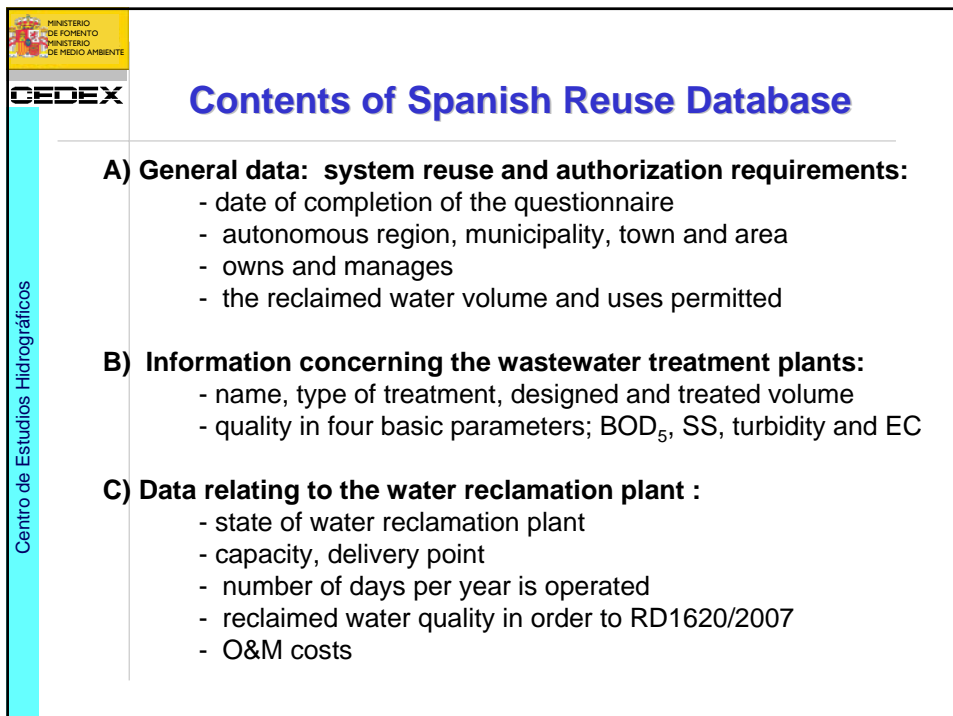 MINISTERIO
DE FOMENTO
MINISTERIO
DE MEDIO AMBIENTE
CEDEX
Contents of Spanish Reuse Database
A) General data: system reuse and authorization requirements:
- date of completion of the questionnaire
- autonomous region, municipality, town and area
- owns and manages
- the reclaimed water volume and uses permitted
B) Information concerning the wastewater treatment plants:
- name, type of treatment, designed and treated volume
- quality in four basic parameters; BOD₅, SS, turbidity and EC
C) Data relating to the water reclamation plant :
- state of water reclamation plant
- capacity, delivery point
- number of days per year is operated
- reclaimed water quality in order to RD1620/2007
- O&M costs
Centro de Estudios Hidrográficos